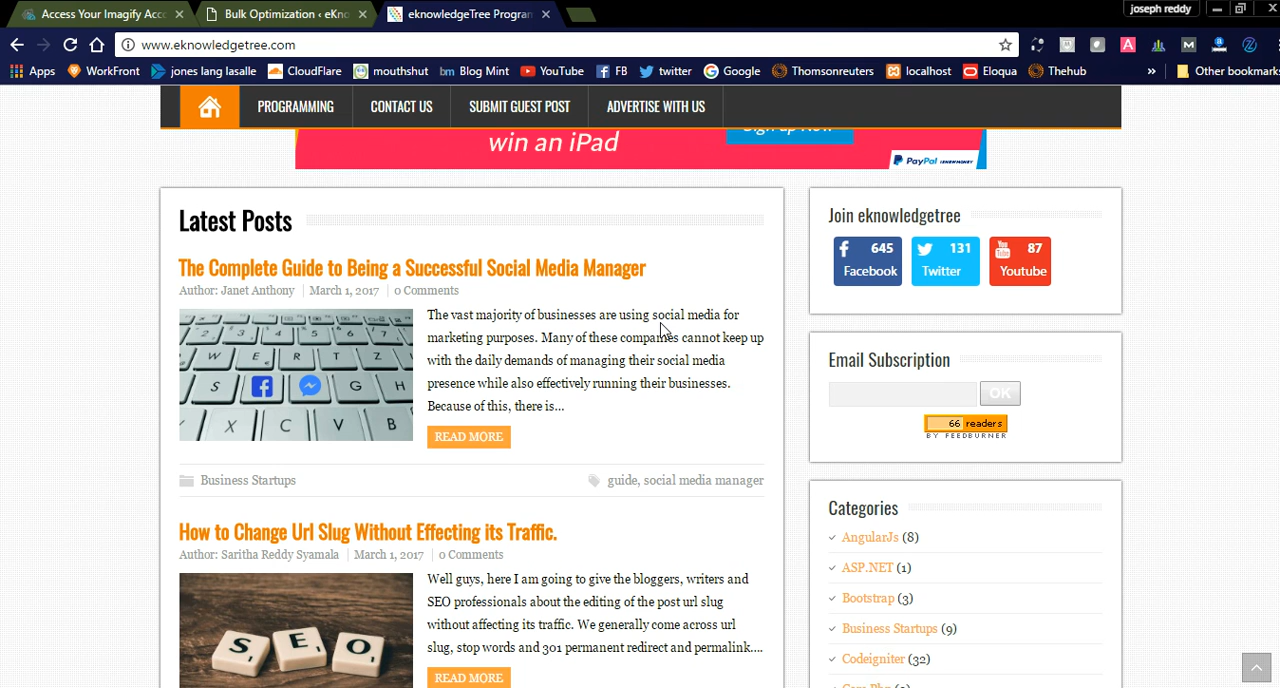 Access Your Imagify Acc
Bulk Optimization ‹ eKno
eknowledgeTree Program
joseph reddy
www.eknowledgetree.com
Apps
WorkFront
jones lang lasalle
CloudFlare
mouthshut
bm Blog Mint
YouTube
FB
twitter
Google
Thomsonreuters
localhost
Eloqua
Thehub
»
Other bookmarks
PROGRAMMING
CONTACT US
SUBMIT GUEST POST
ADVERTISE WITH US
win an iPad
Sign up Now
PayPal
Latest Posts
The Complete Guide to Being a Successful Social Media Manager
Author: Janet Anthony
March 1, 2017
0 Comments
The vast majority of businesses are using social media for
marketing purposes. Many of these companies cannot keep up
with the daily demands of managing their social media
presence while also effectively running their businesses.
Because of this, there is...
READ MORE
Business Startups
guide, social media manager
How to Change Url Slug Without Effecting its Traffic.
Author: Saritha Reddy Syamala
March 1, 2017
0 Comments
Well guys, here I am going to give the bloggers, writers and
SEO professionals about the editing of the post url slug
without affecting its traffic. We generally come across url
slug, stop words and 301 permanent redirect and permalink....
READ MORE
S E O
Join eknowledgetree
645
Facebook
131
Twitter
87
Youtube
Email Subscription
OK
66 readers
BY FEEDBURNER
Categories
AngularJs (8)
ASP.NET (1)
Bootstrap (3)
Business Startups (9)
Codeigniter (32)